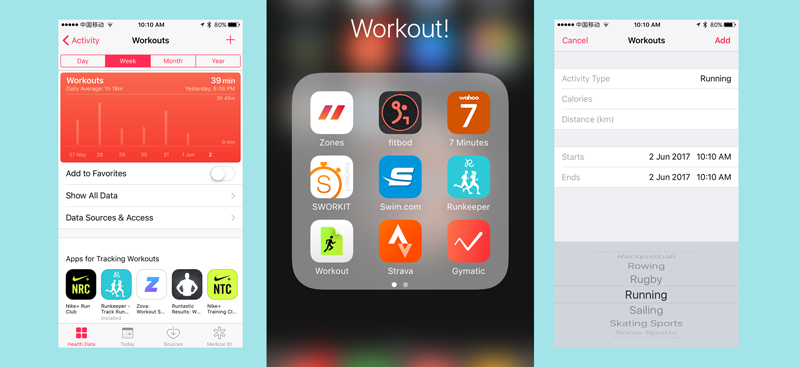 中国移动 10:10 AM 80%
Activity Workouts
Day Week Month Year
Workouts 39 min
Daily Average: 1h 18m Yesterday, 6:06 PM
2h 45m
0 min
27 May 28 29 30 31 1 Jun 2
Add to Favorites
Show All Data
Data Sources & Access
Apps for Tracking Workouts
NRC Z NTC
Nike+ Run Club
Runkeeper - Track Run...
Installed
Zova: Workout S...
Runtastic Results: W...
Nike+ Training Cl...
Health Data Today Sources Medical ID
Workout!
wahoo
7
Zones fitbod 7 Minutes
S
SWORKIT Swim.com Runkeeper
Workout Strava Gymatic
中国移动 10:10 AM 80%
Cancel Workouts Add
Activity Type Running
Calories
Distance (km)
Starts 2 Jun 2017 10:10 AM
Ends 2 Jun 2017 10:10 AM
Racquetball
Rowing
Rugby
Running
Sailing
Skating Sports
Snow Sports